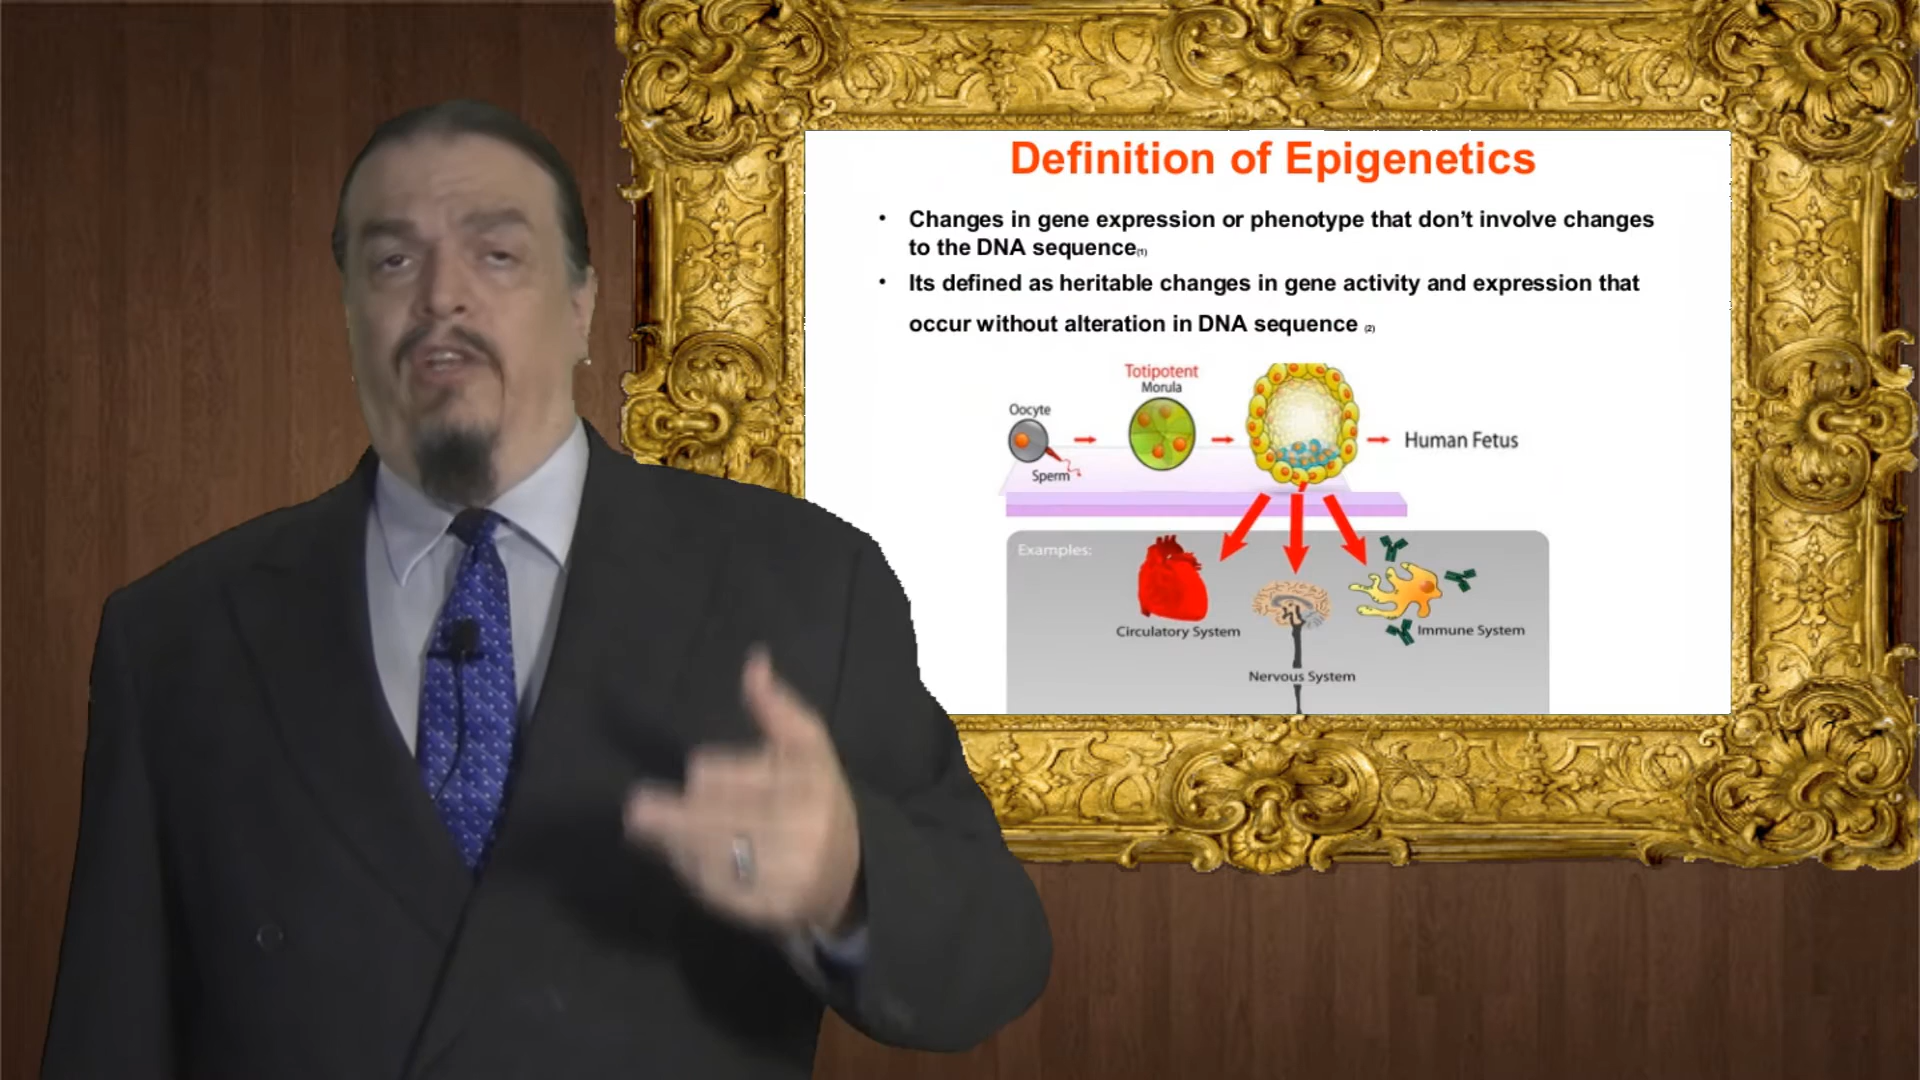 Definition of Epigenetics
• Changes in gene expression or phenotype that don't involve changes
to the DNA sequence(1)
• Its defined as heritable changes in gene activity and expression that
occur without alteration in DNA sequence (2)
Totipotent
Morula
Oocyte
Sperm
Human Fetus
Examples:
Circulatory System
Immune System
Nervous System